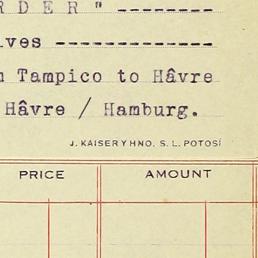 RDER" --------
ves ---------------
Tampico to Hâvre
Hâvre / Hamburg.
J. KAISER Y HNO. S. L. POTOSÍ
PRICE AMOUNT